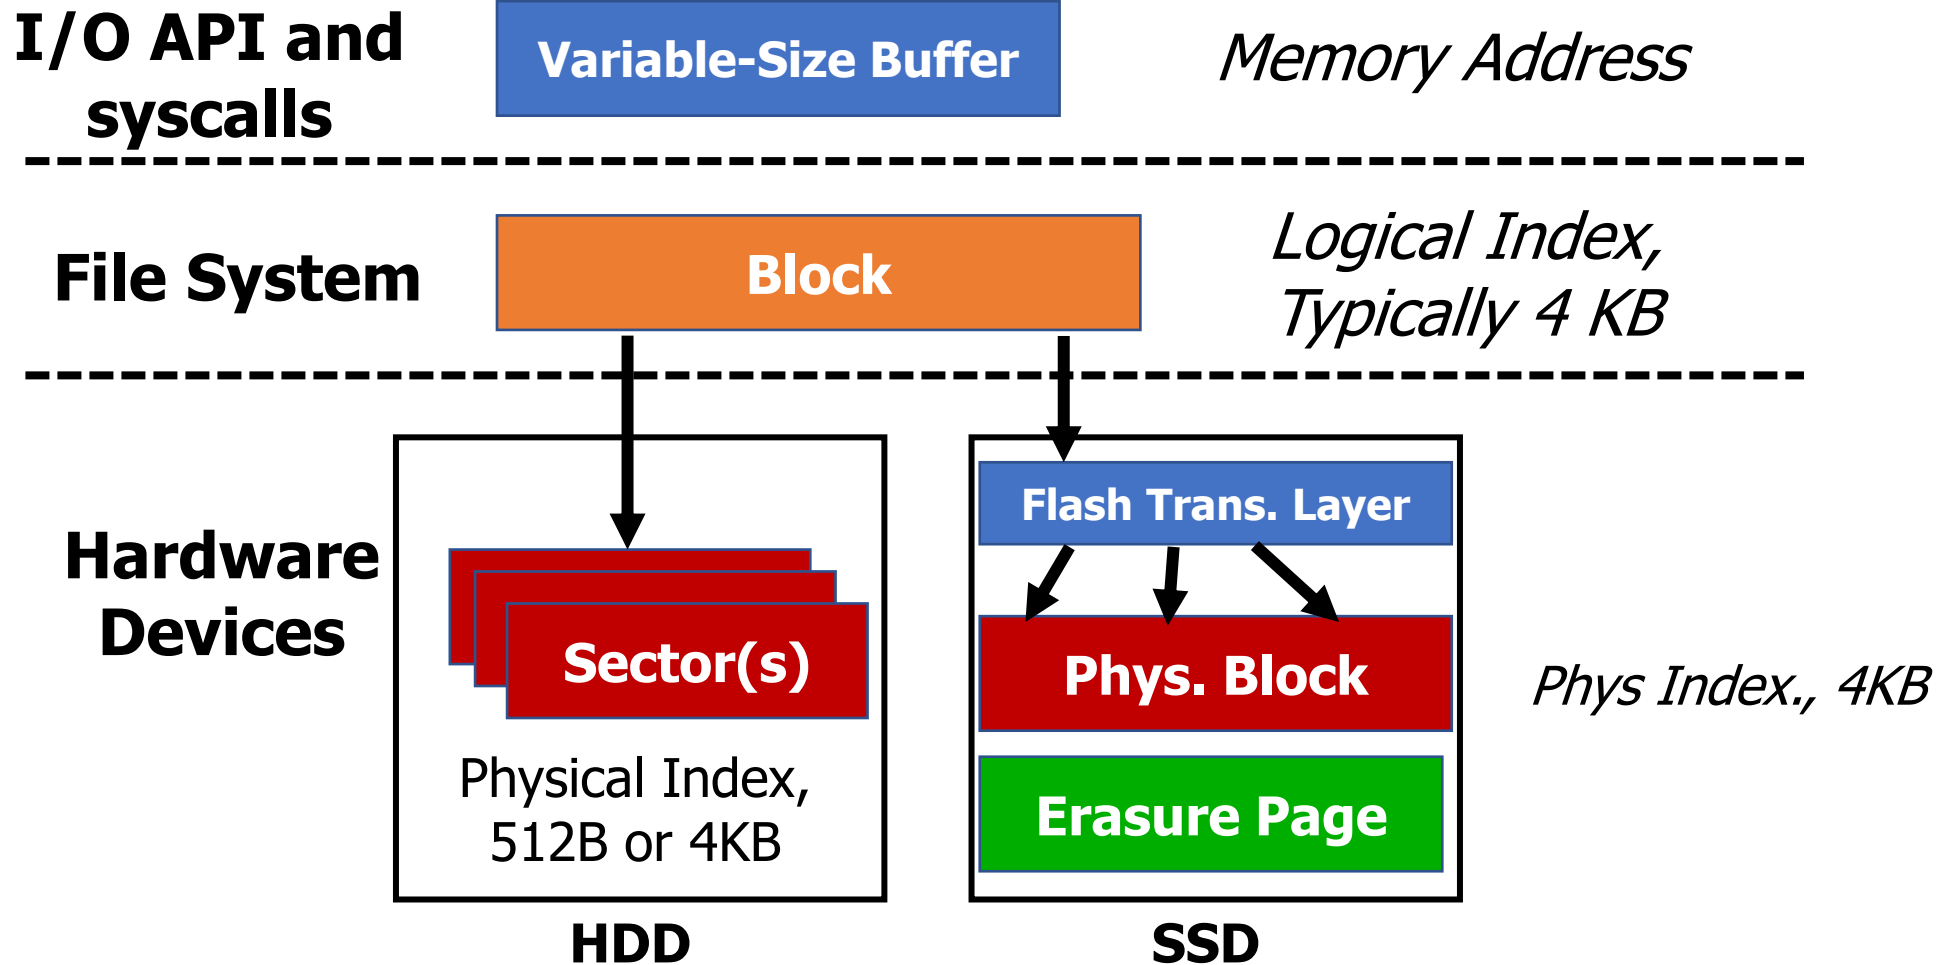 I/O API and
syscalls
Variable-Size Buffer
Memory Address
File System
Block
Logical Index,
Typically 4 KB
Hardware
Devices
Sector(s)
Physical Index,
512B or 4KB
HDD
Flash Trans. Layer
Phys. Block
Erasure Page
SSD
Phys Index., 4KB